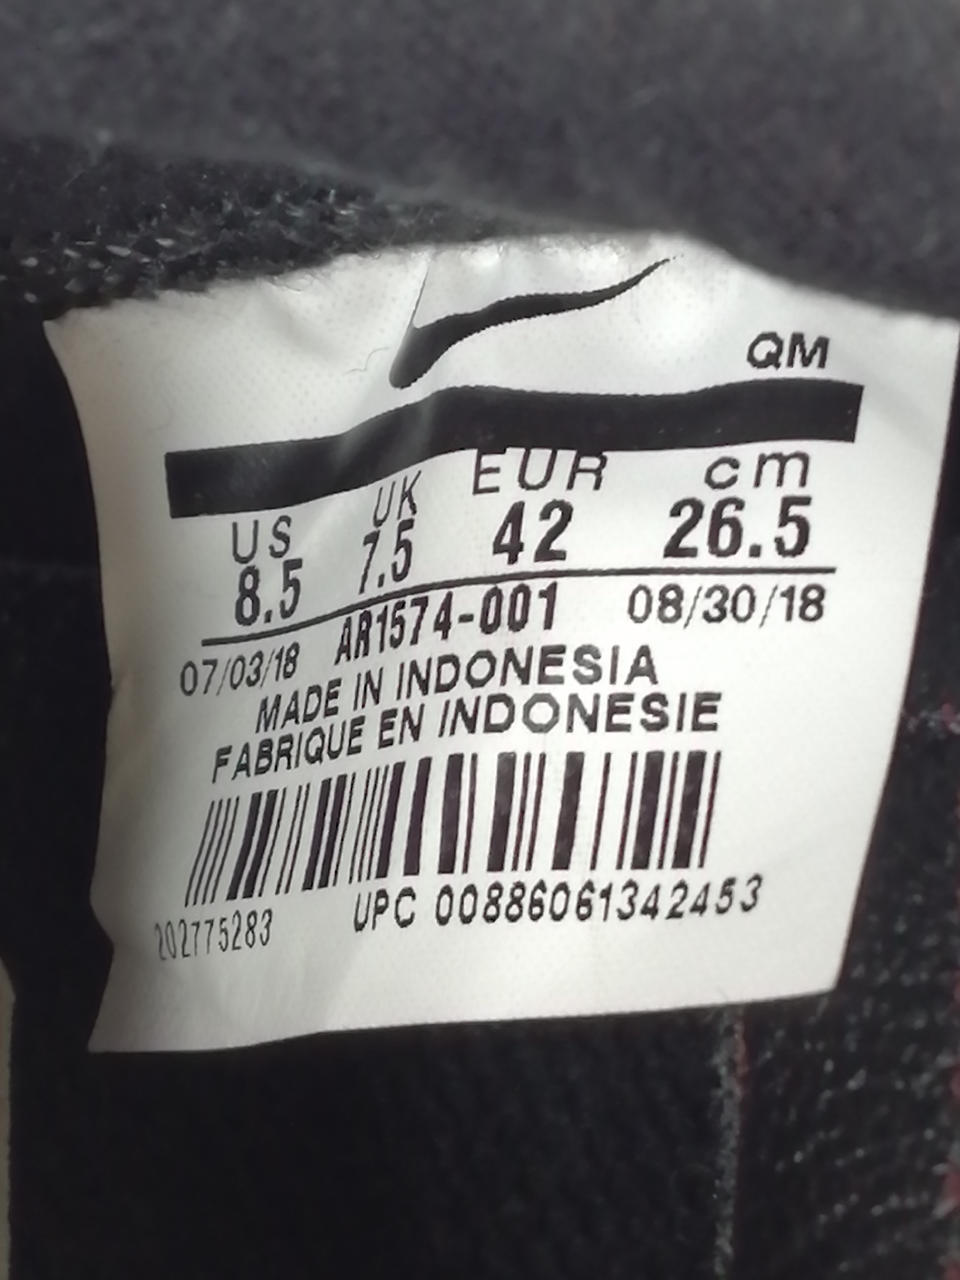 QM
US UK EUR cm
8.5 7.5 42 26.5
07/03/18 AR1574-001 08/30/18
MADE IN INDONESIA
FABRIQUE EN INDONESIE
202775283 UPC 00886061342453